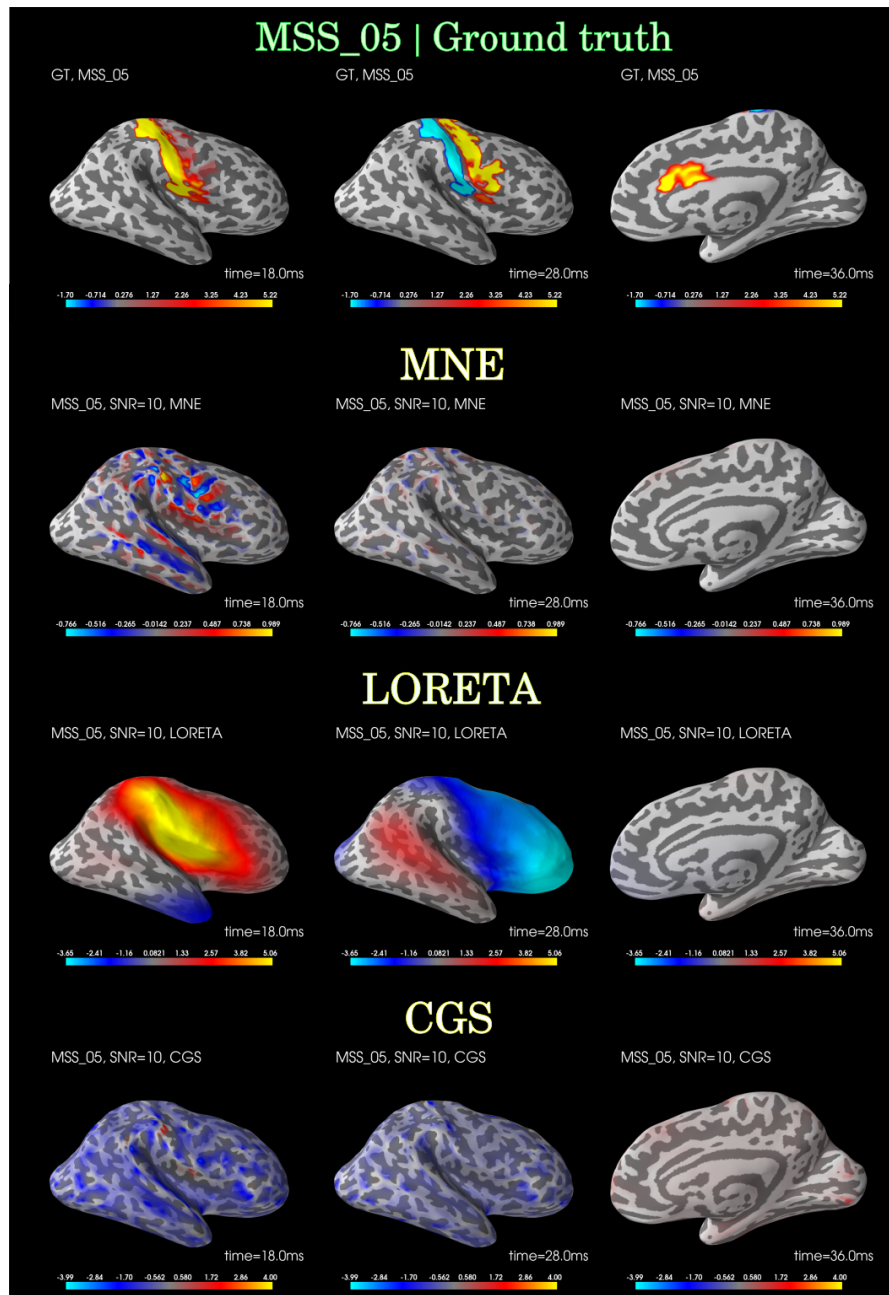 MSS_05 | Ground truth
GT, MSS_05 GT, MSS_05 GT, MSS_05
time=18.0ms time=28.0ms time=36.0ms
-1.70 -0.714 0.276 1.27 2.26 3.25 4.23 5.22 -1.70 -0.714 0.276 1.27 2.26 3.25 4.23 5.22 -1.70 -0.714 0.276 1.27 2.26 3.25 4.23 5.22
MNE
MSS_05, SNR=10, MNE MSS_05, SNR=10, MNE MSS_05, SNR=10, MNE
time=18.0ms time=28.0ms time=36.0ms
-0.766 -0.516 -0.265 -0.0142 0.237 0.487 0.738 0.989 -0.766 -0.516 -0.265 -0.0142 0.237 0.487 0.738 0.989 -0.766 -0.516 -0.265 -0.0142 0.237 0.487 0.738 0.989
LORETA
MSS_05, SNR=10, LORETA MSS_05, SNR=10, LORETA MSS_05, SNR=10, LORETA
time=18.0ms time=28.0ms time=36.0ms
-3.65 -2.41 -1.16 0.0821 1.33 2.57 3.82 5.06 -3.65 -2.41 -1.16 0.0821 1.33 2.57 3.82 5.06 -3.65 -2.41 -1.16 0.0821 1.33 2.57 3.82 5.06
CGS
MSS_05, SNR=10, CGS MSS_05, SNR=10, CGS MSS_05, SNR=10, CGS
time=18.0ms time=28.0ms time=36.0ms
-3.99 -2.84 -1.70 -0.562 0.580 1.72 2.86 4.00 -3.99 -2.84 -1.70 -0.562 0.580 1.72 2.86 4.00 -3.99 -2.84 -1.70 -0.562 0.580 1.72 2.86 4.00